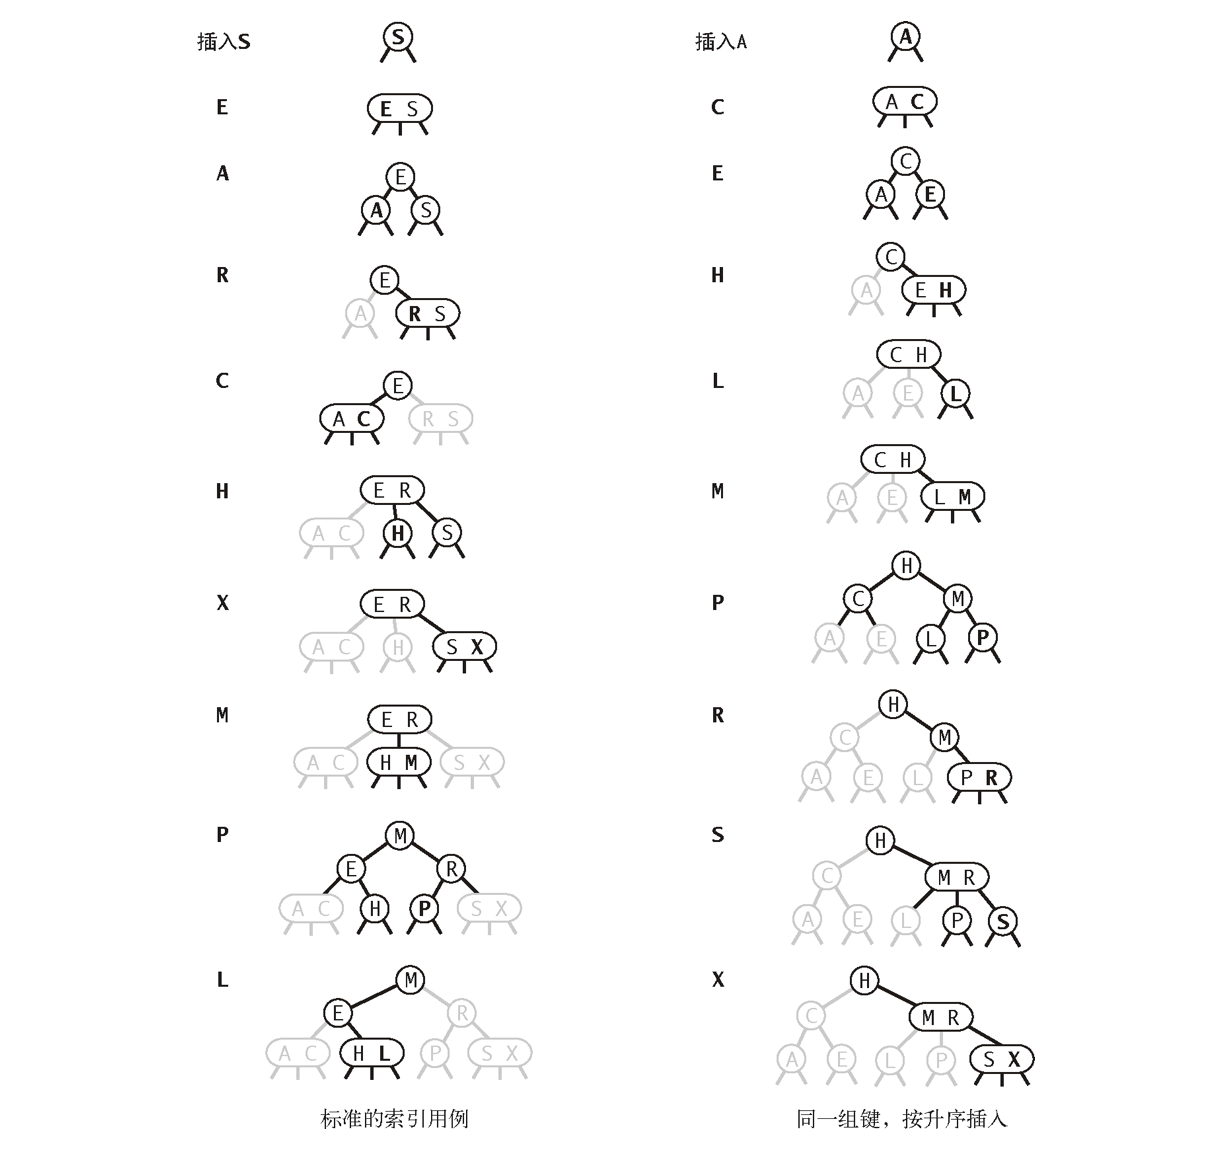 插入S
S
E
E S
A
E
A S
R
E
A R S
C
E
A C R S
H
E R
A C H S
X
E R
A C H S X
M
E R
A C H M S X
P
M
E R
A C H P S X
L
M
E R
A C H L P S X
标准的索引用例
插入A
A
C
A C
E
C
A E
H
C
A E H
L
C H
A E L
M
C H
A E L M
P
H
C M
A E L P
R
H
C M
A E L P R
S
H
C M R
A E L P S
X
H
C M R
A E L P S X
同一组键，按升序插入